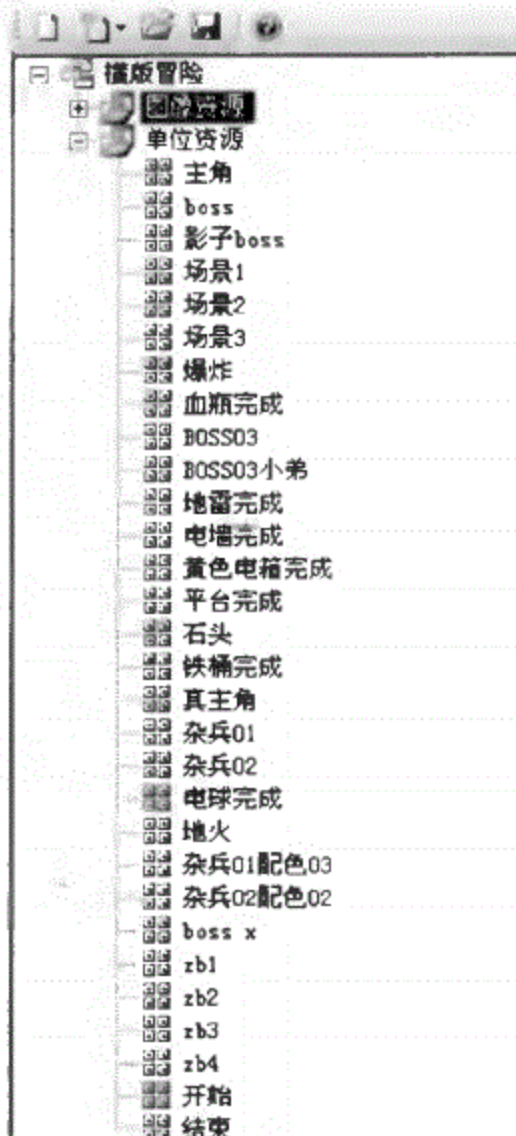 横版冒险
图像资源
单位资源
主角
boss
影子boss
场景1
场景2
场景3
爆炸
血瓶完成
BOSS03
BOSS03小弟
地雷完成
电墙完成
黄色电箱完成
平台完成
石头
铁桶完成
真主角
杂兵01
杂兵02
电球完成
地火
杂兵01配色03
杂兵02配色02
boss x
zb1
zb2
zb3
zb4
开始
结束